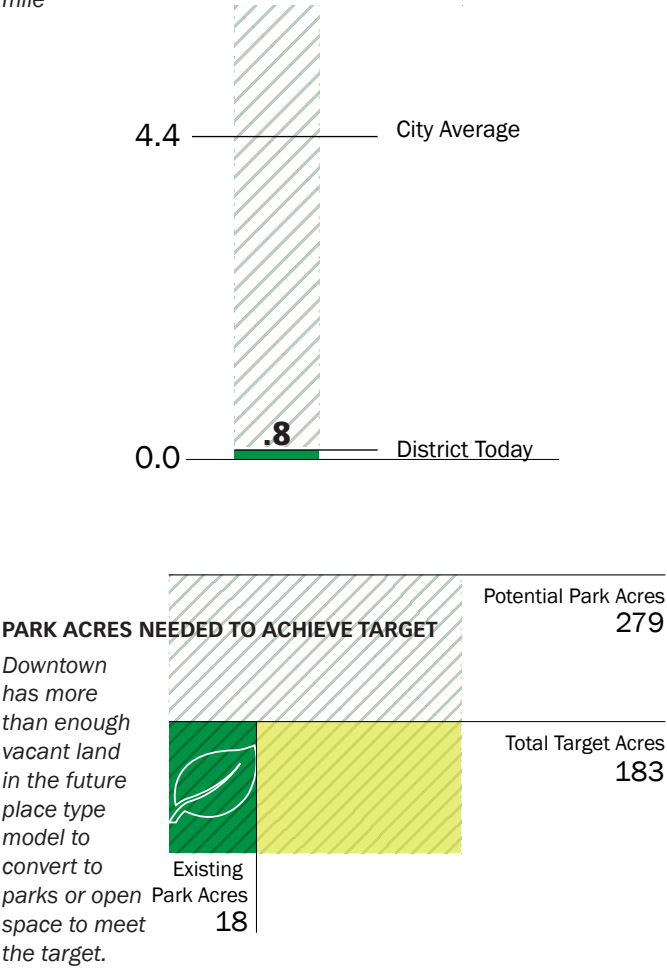 mile
4.4
City Average
.8
0.0
District Today
Potential Park Acres
279
PARK ACRES NEEDED TO ACHIEVE TARGET
Downtown
has more
than enough
vacant land
in the future
place type
model to
convert to
parks or open
space to meet
the target.
Total Target Acres
183
Existing
Park Acres
18